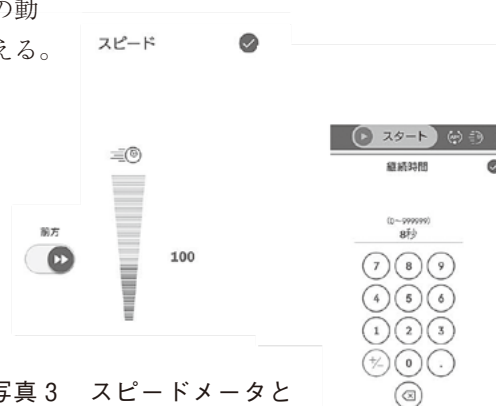 の動
える。
スピード
前方
100
スタート
継続時間
(0~999999)
8秒
7 8 9
4 5 6
1 2 3
+/- 0 .
写真 3 スピードメータと